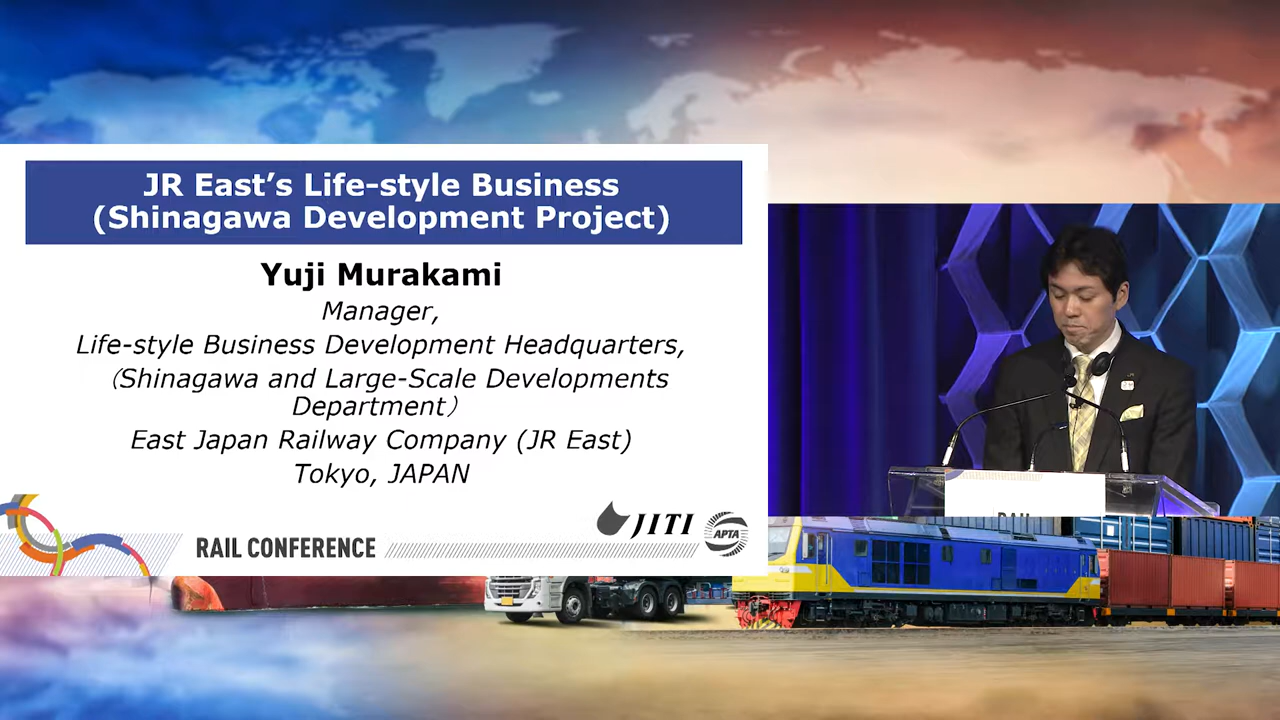 JR East’s Life-style Business
(Shinagawa Development Project)
Yuji Murakami
Manager,
Life-style Business Development Headquarters,
（Shinagawa and Large-Scale Developments
Department）
East Japan Railway Company (JR East)
Tokyo, JAPAN
JITI
APTA
RAIL CONFERENCE
RAIL